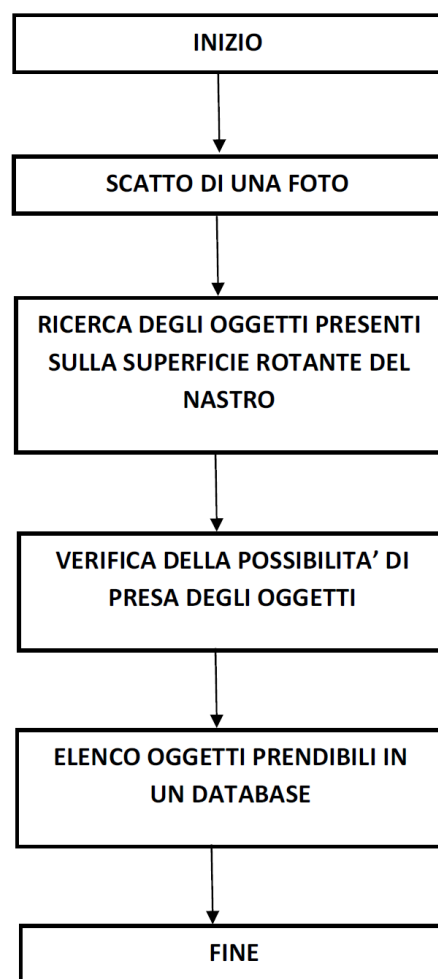 INIZIO
SCATTO DI UNA FOTO
RICERCA DEGLI OGGETTI PRESENTI
SULLA SUPERFICIE ROTANTE DEL
NASTRO
VERIFICA DELLA POSSIBILITA’ DI
PRESA DEGLI OGGETTI
ELENCO OGGETTI PRENDIBILI IN
UN DATABASE
FINE